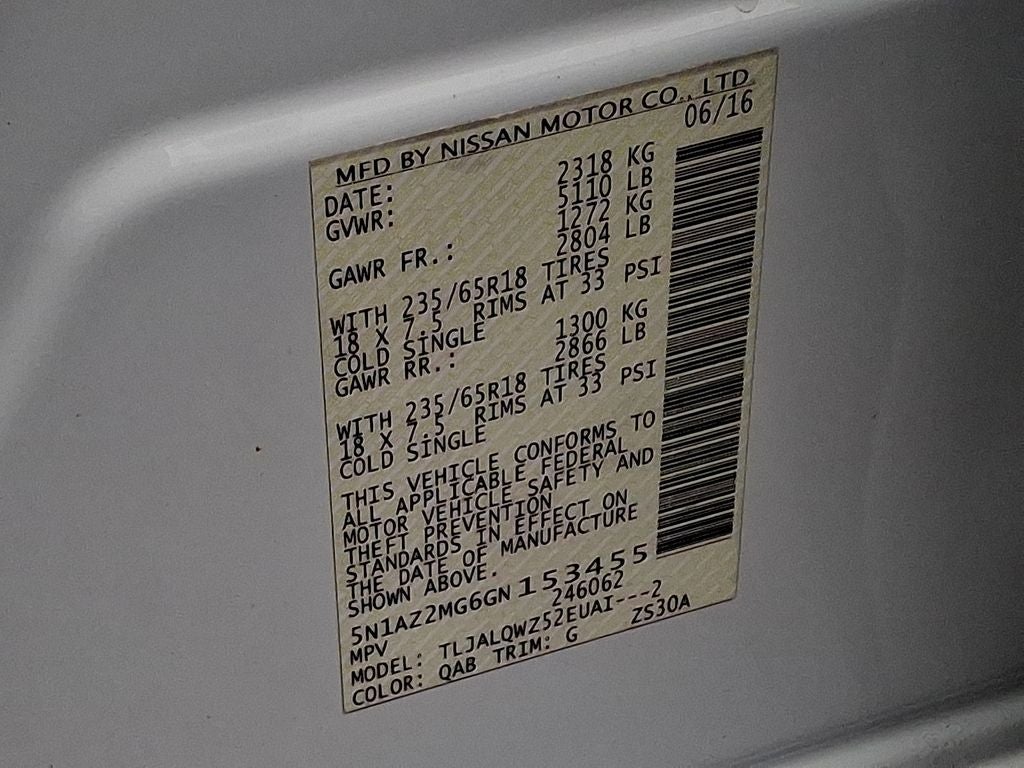 MFD BY NISSAN MOTOR CO., LTD.
DATE: 06/16
GVWR: 2318 KG
5110 LB
GAWR FR.: 1272 KG
2804 LB
WITH 235/65R18 TIRES
18 X 7.5 RIMS AT 33 PSI
COLD SINGLE
GAWR RR.: 1300 KG
2866 LB
WITH 235/65R18 TIRES
18 X 7.5 RIMS AT 33 PSI
COLD SINGLE
THIS VEHICLE CONFORMS TO
ALL APPLICABLE FEDERAL
MOTOR VEHICLE SAFETY AND
THEFT PREVENTION
STANDARDS IN EFFECT ON
THE DATE OF MANUFACTURE
SHOWN ABOVE.
5N1AZ2MG6GN153455
MPV 246062
MODEL: TLJALQWZ52EUAI---2
COLOR: QAB TRIM: G ZS30A